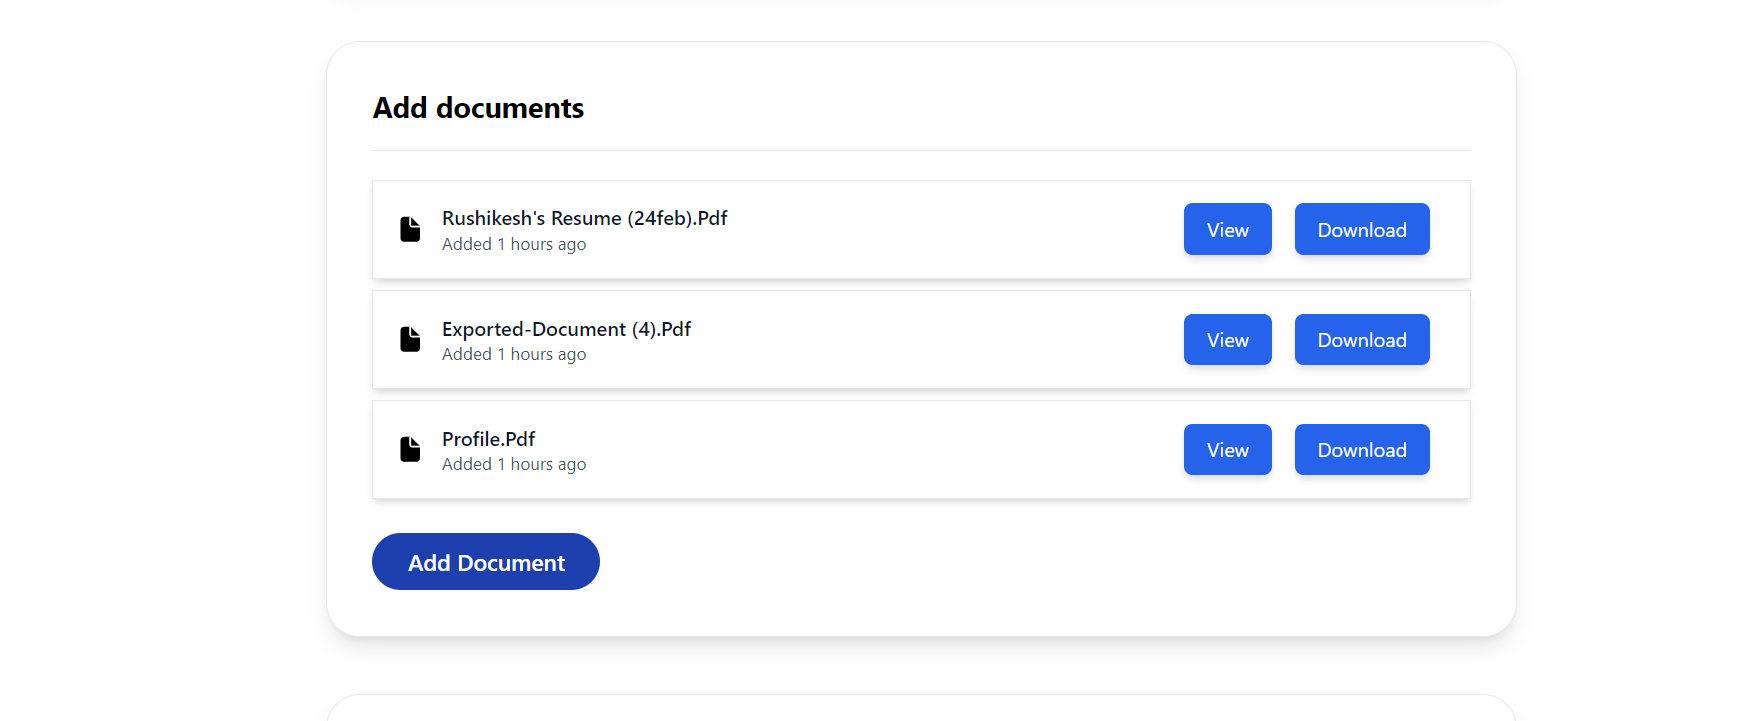 Add documents
Rushikesh's Resume (24feb).Pdf
Added 1 hours ago
View
Download
Exported-Document (4).Pdf
Added 1 hours ago
View
Download
Profile.Pdf
Added 1 hours ago
View
Download
Add Document